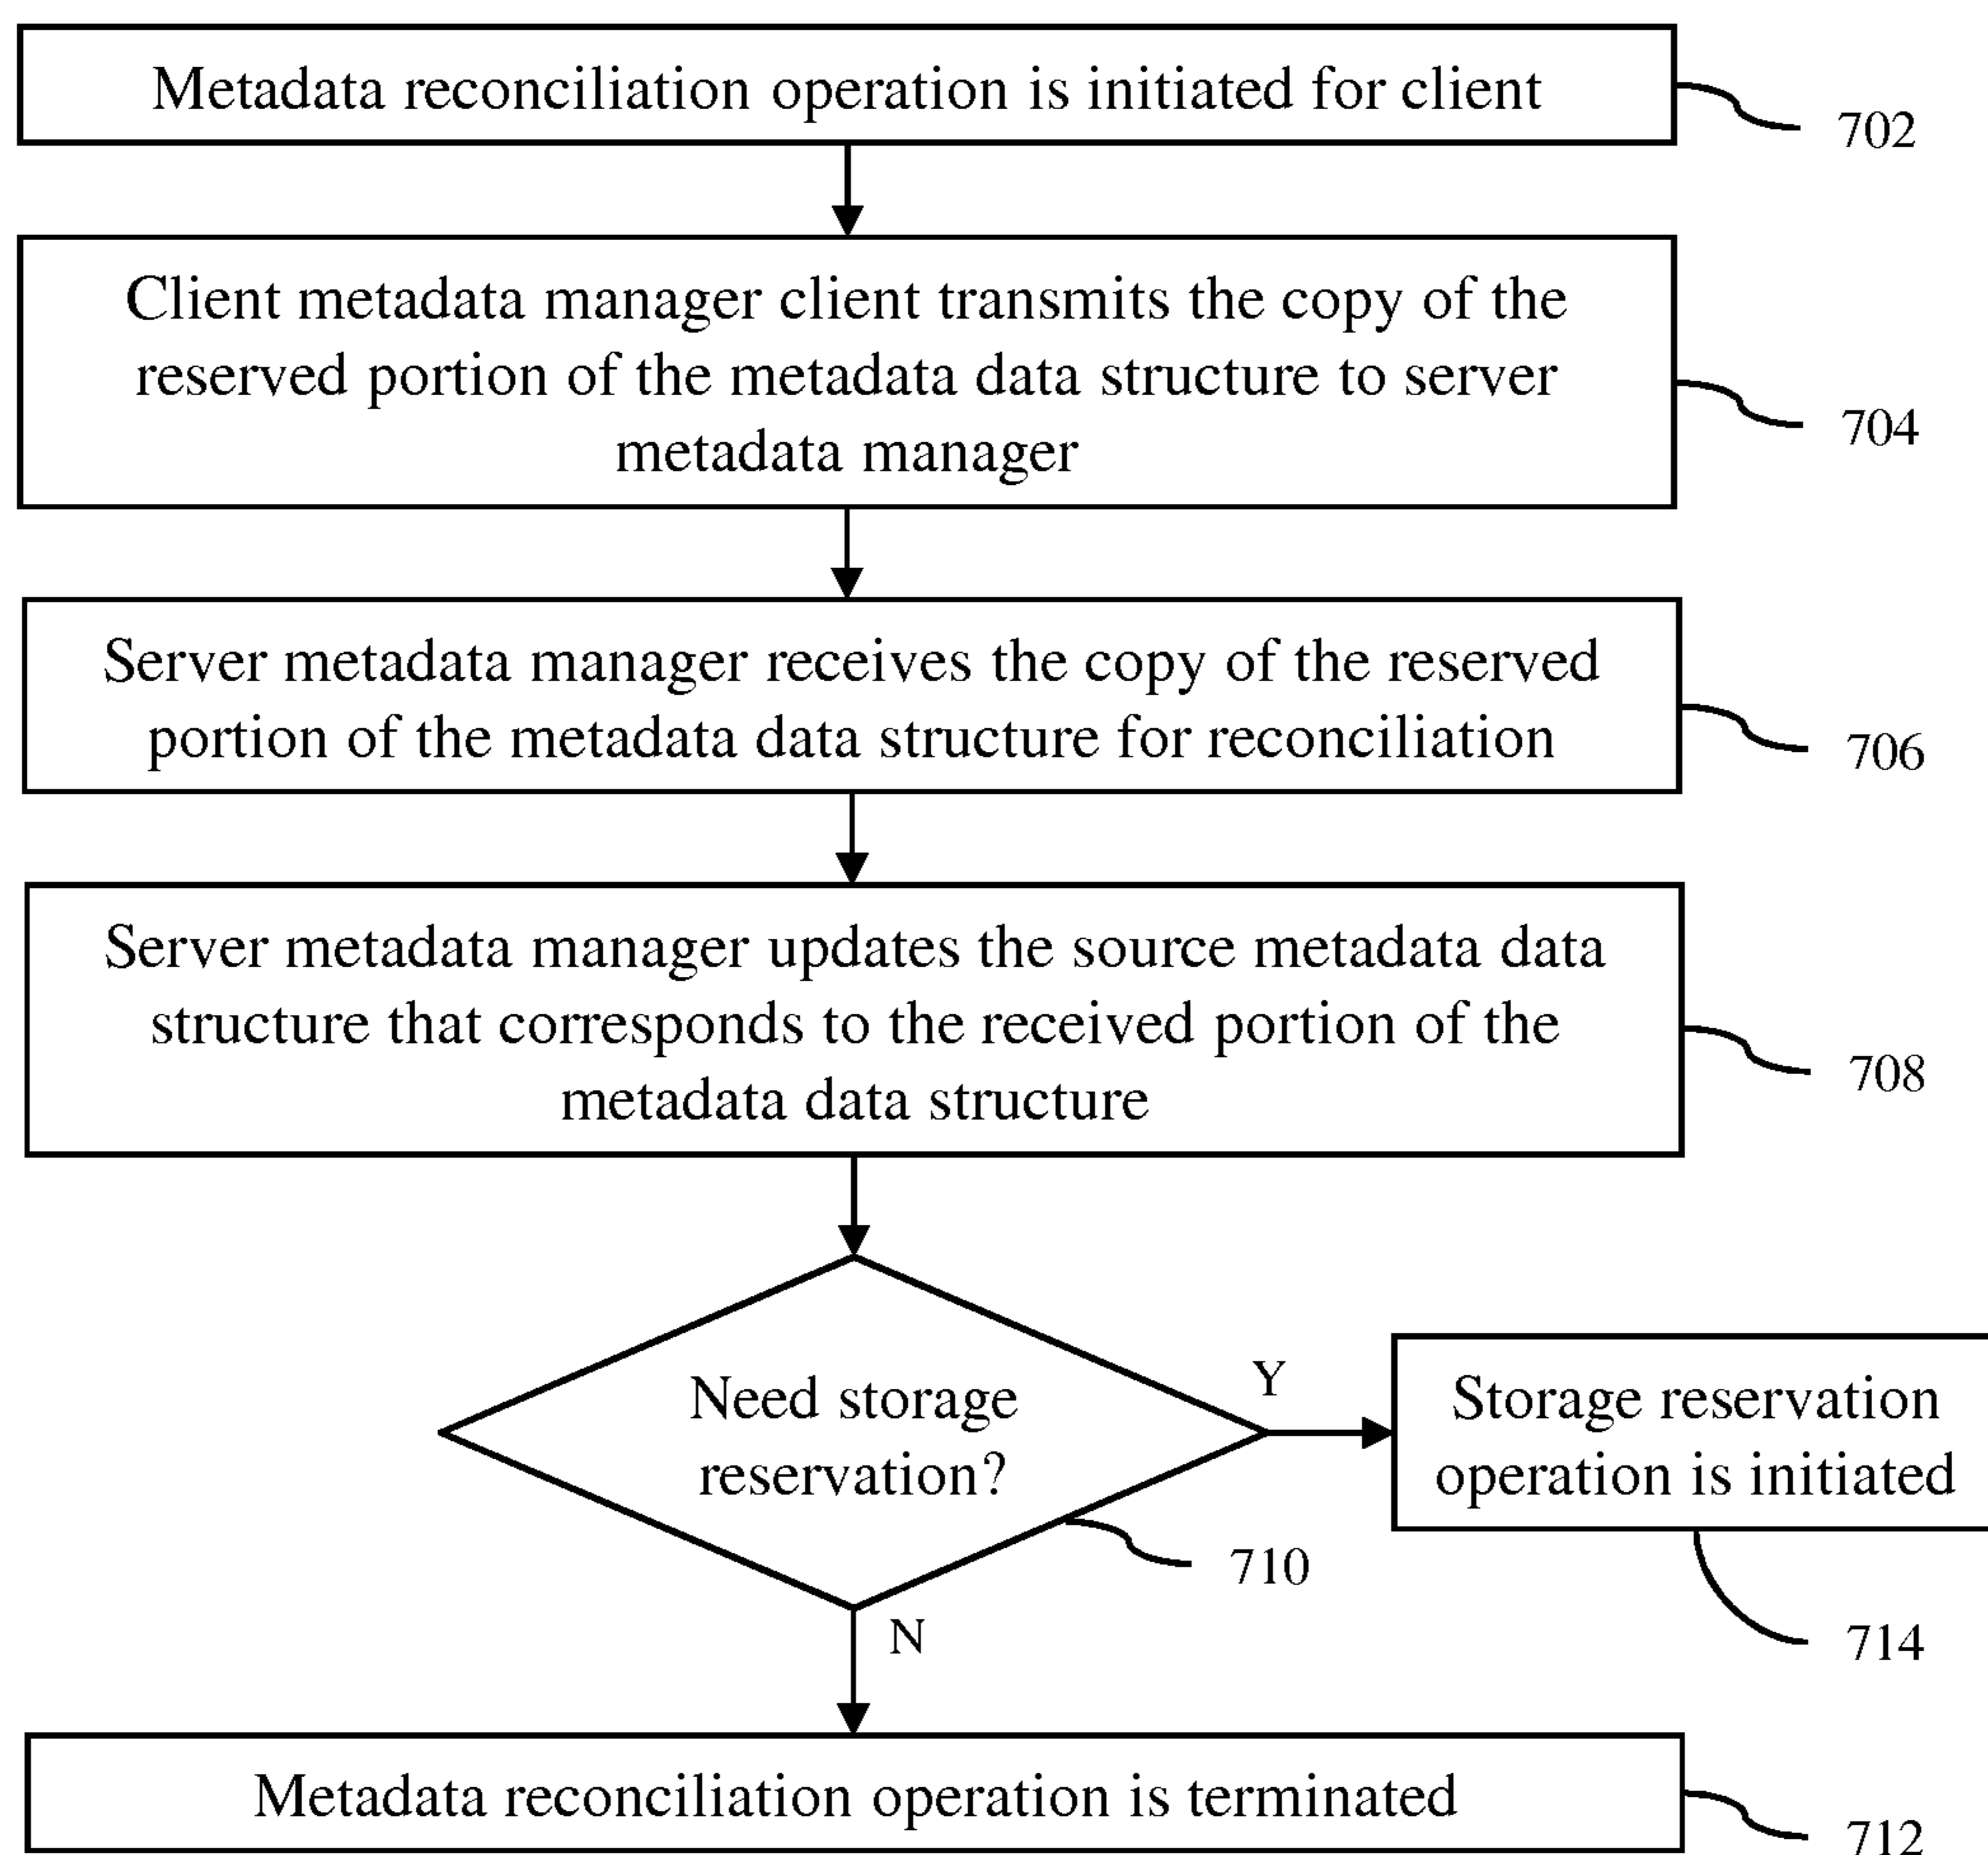 Metadata reconciliation operation is initiated for client
702
Client metadata manager client transmits the copy of the
reserved portion of the metadata data structure to server
metadata manager
704
Server metadata manager receives the copy of the reserved
portion of the metadata data structure for reconciliation
706
Server metadata manager updates the source metadata data
structure that corresponds to the received portion of the
metadata data structure
708
Need storage
reservation?
710
Y
Storage reservation
operation is initiated
714
N
Metadata reconciliation operation is terminated
712